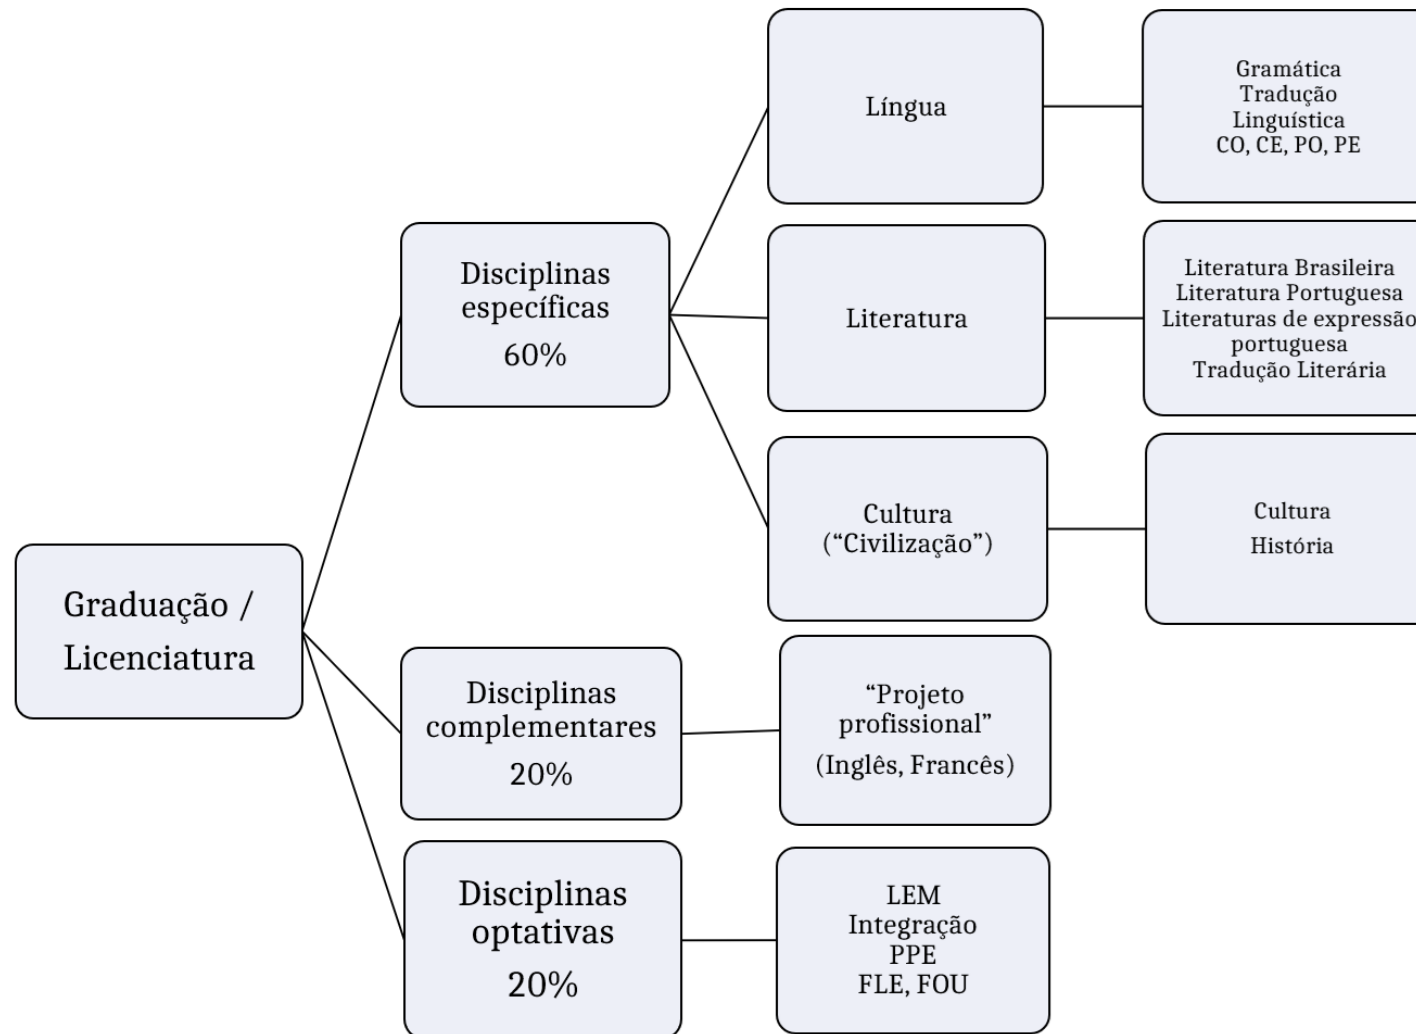 Graduação /
Licenciatura
Disciplinas
específicas
60%
Língua
Gramática
Tradução
Linguística
CO, CE, PO, PE
Literatura
Literatura Brasileira
Literatura Portuguesa
Literaturas de expressão
portuguesa
Tradução Literária
Cultura
(“Civilização”)
Cultura
História
Disciplinas
complementares
20%
“Projeto
profissional”
(Inglês, Francês)
Disciplinas
optativas
20%
LEM
Integração
PPE
FLE, FOU